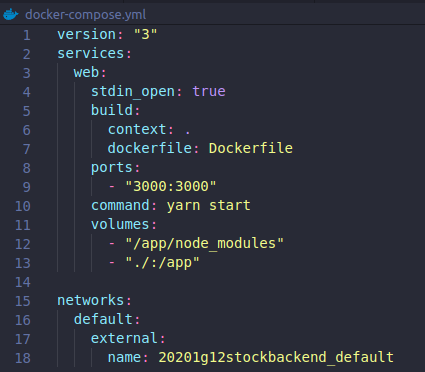 docker-compose.yml
1 version: "3"
2 services:
3   web:
4     stdin_open: true
5     build:
6       context: .
7       dockerfile: Dockerfile
8     ports:
9       - "3000:3000"
10     command: yarn start
11     volumes:
12       - "/app/node_modules"
13       - "./:/app"
14
15 networks:
16   default:
17     external:
18       name: 20201g12stockbackend_default